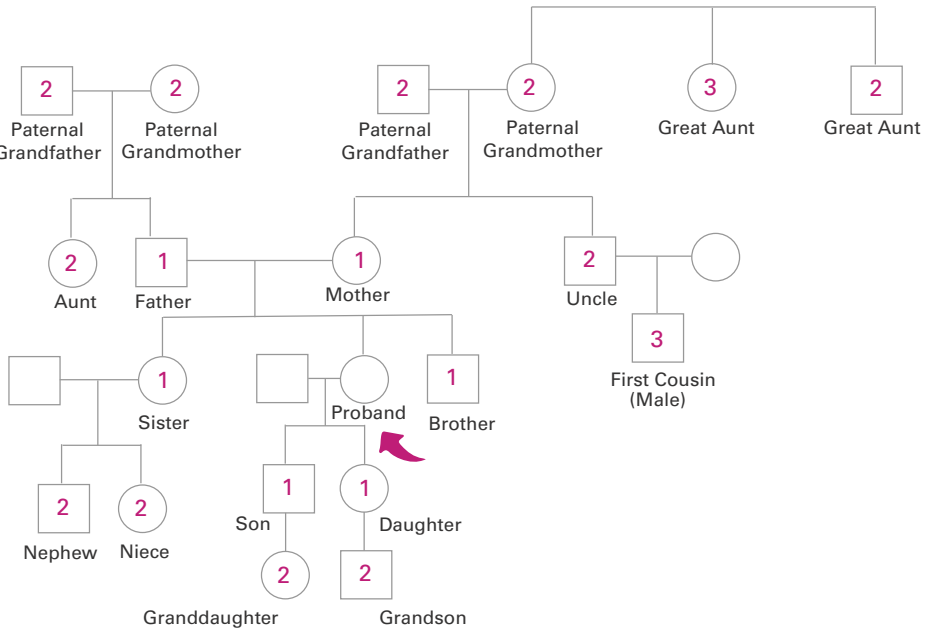 2
2
2
2
3
2
Paternal
Grandfather
Paternal
Grandmother
Paternal
Grandfather
Paternal
Grandmother
Great Aunt
Great Aunt
2
1
1
2
Aunt
Father
Mother
Uncle
3
First Cousin
(Male)
1
1
Sister
Proband
Brother
2
2
1
1
Nephew
Niece
Son
Daughter
2
2
Granddaughter
Grandson